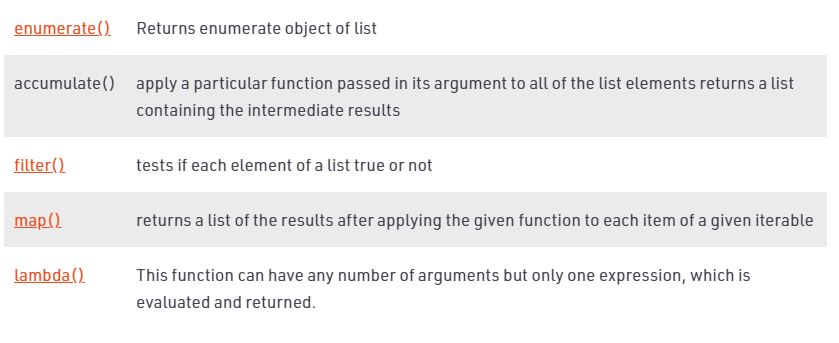 enumerate() Returns enumerate object of list
accumulate() apply a particular function passed in its argument to all of the list elements returns a list
containing the intermediate results
filter() tests if each element of a list true or not
map() returns a list of the results after applying the given function to each item of a given iterable
lambda() This function can have any number of arguments but only one expression, which is
evaluated and returned.